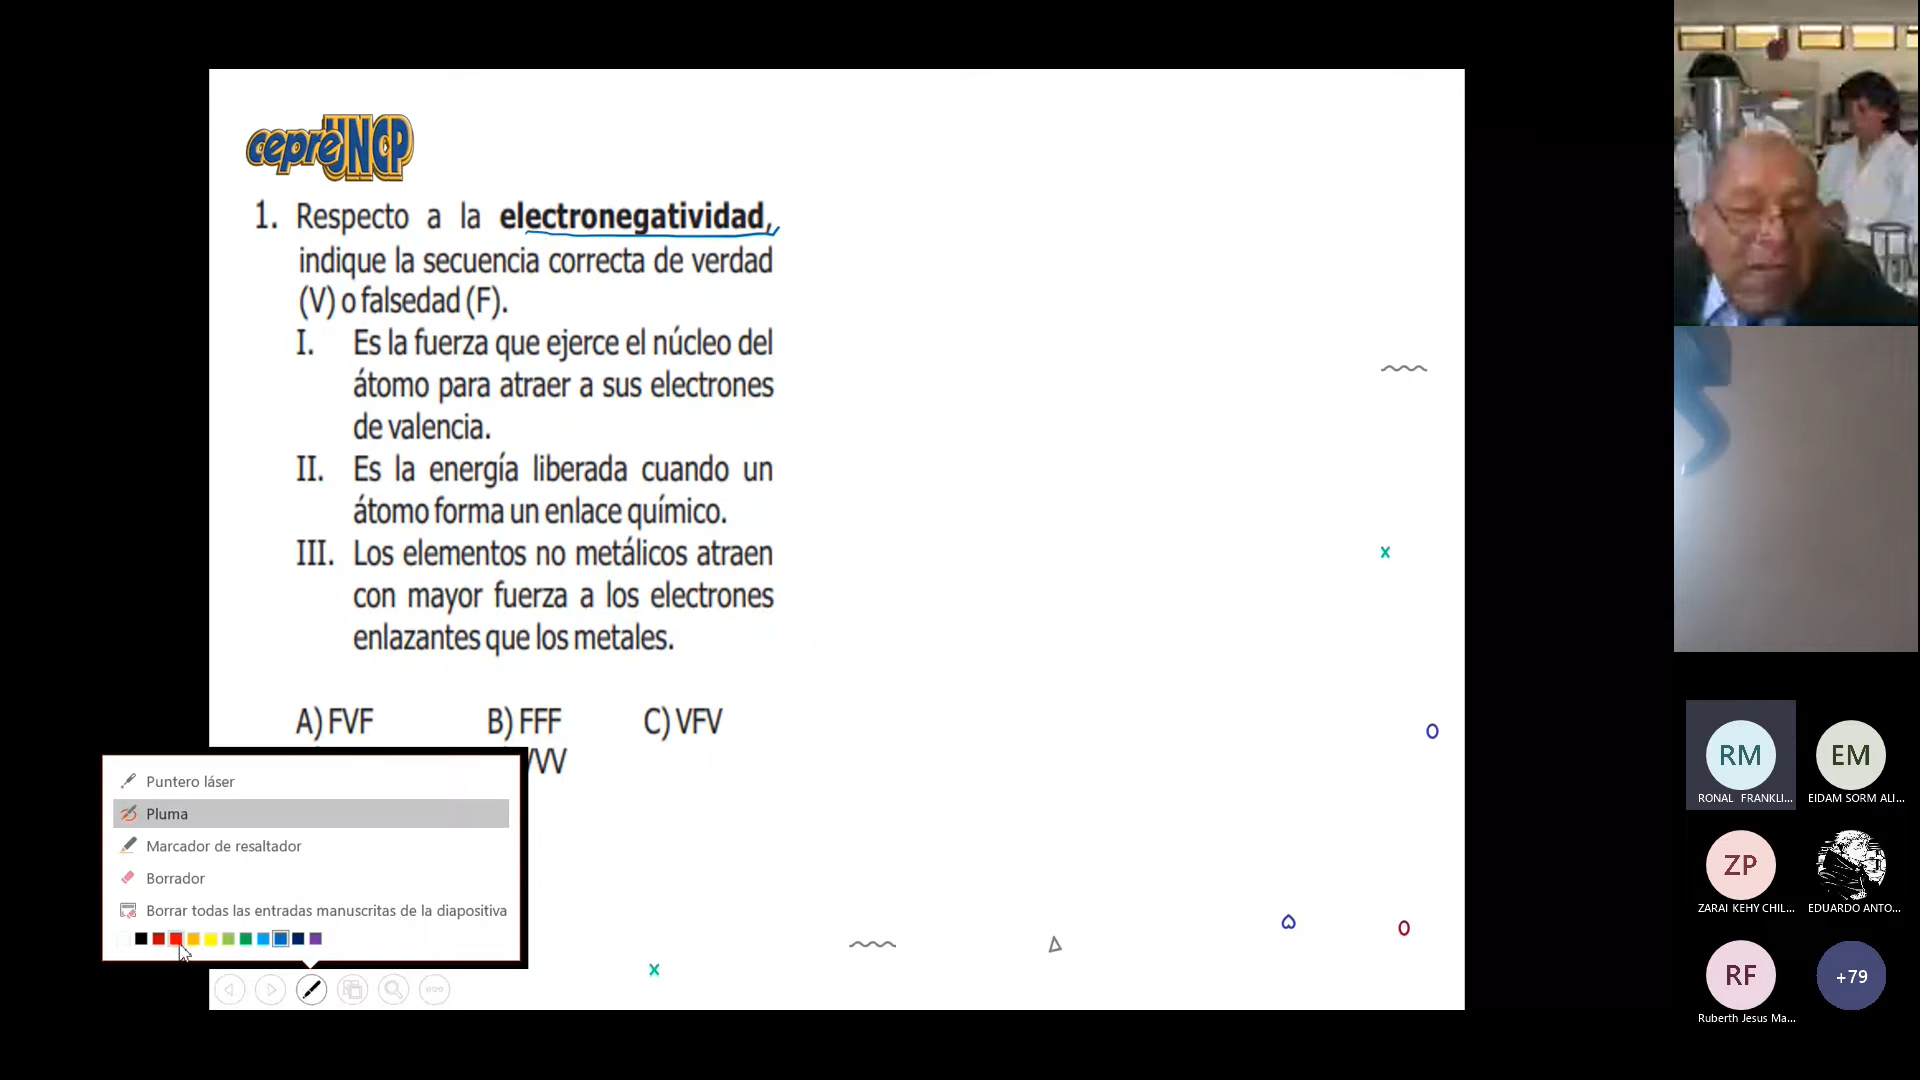 cepreUNCP
1. Respecto a la electronegatividad,
indique la secuencia correcta de verdad
(V) o falsedad (F).
I. Es la fuerza que ejerce el núcleo del
átomo para atraer a sus electrones
de valencia.
II. Es la energía liberada cuando un
átomo forma un enlace químico.
III. Los elementos no metálicos atraen
con mayor fuerza a los electrones
enlazantes que los metales.
A) FVF B) FFF C) VFV
Puntero láser
Pluma
Marcador de resaltador
Borrador
Borrar todas las entradas manuscritas de la diapositiva
RM
RONAL FRANKLI...
EM
EIDAM SORM ALI...
ZP
ZARAI KEHY CHIL...
EDUARDO ANTO...
RF
Ruberth Jesus Ma...
+79